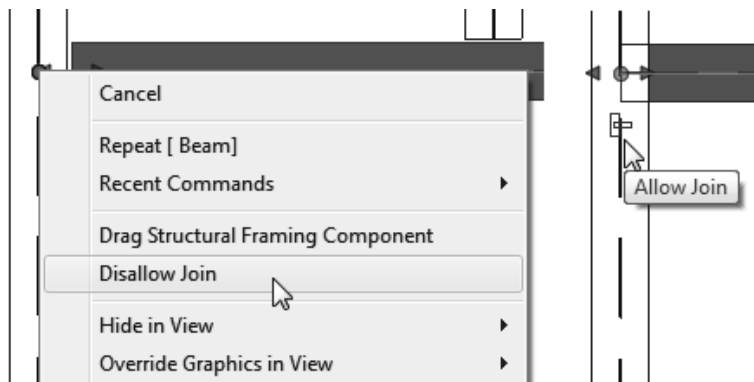 Cancel
Repeat [ Beam]
Recent Commands
Drag Structural Framing Component
Disallow Join
Hide in View
Override Graphics in View
Allow Join